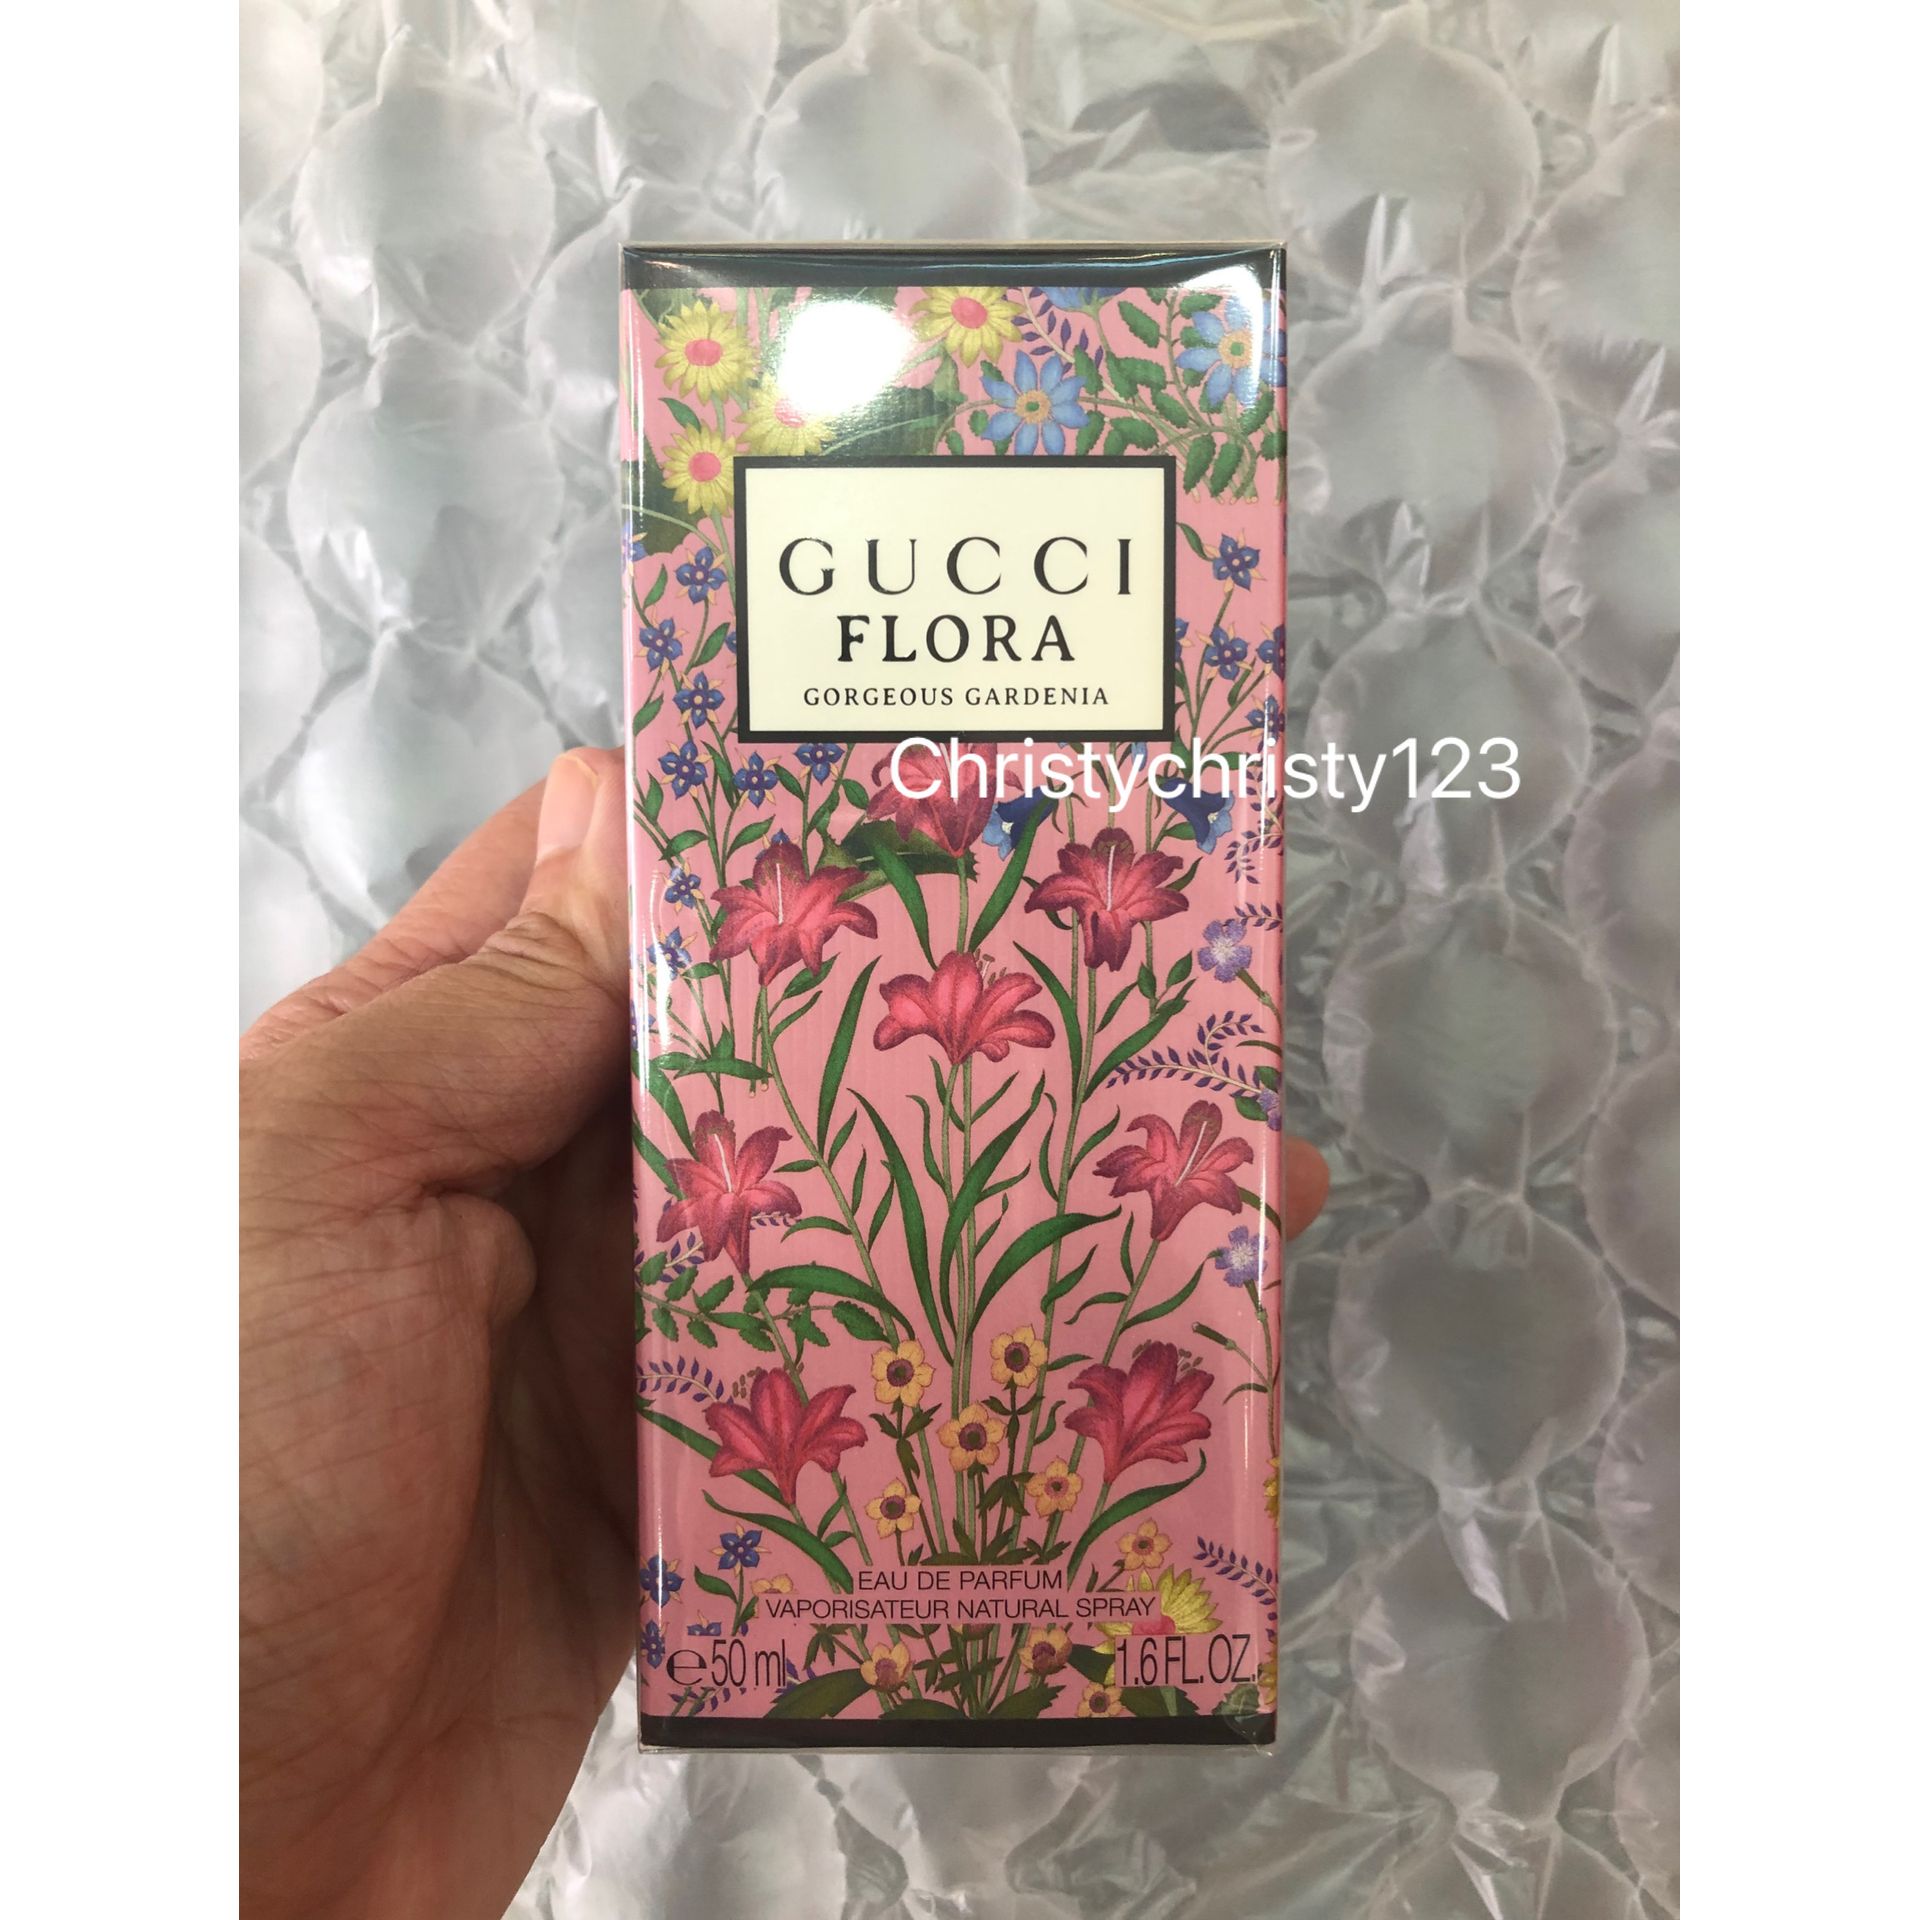 GUCCI
FLORA
GORGEOUS GARDENIA
Christychristy123
EAU DE PARFUM
VAPORISATEUR NATURAL SPRAY
℮50 ml 1.6 FL. OZ.